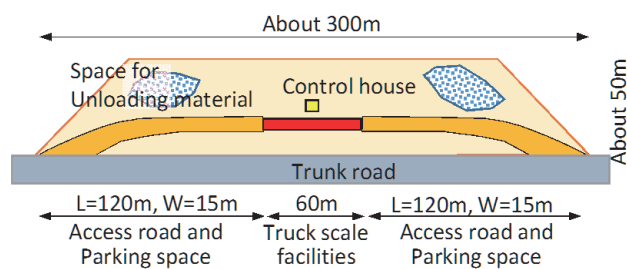 About 300m
Space for
Unloading material
Control house
About 50m
Trunk road
L=120m, W=15m
60m
L=120m, W=15m
Access road and
Parking space
Truck scale
facilities
Access road and
Parking space